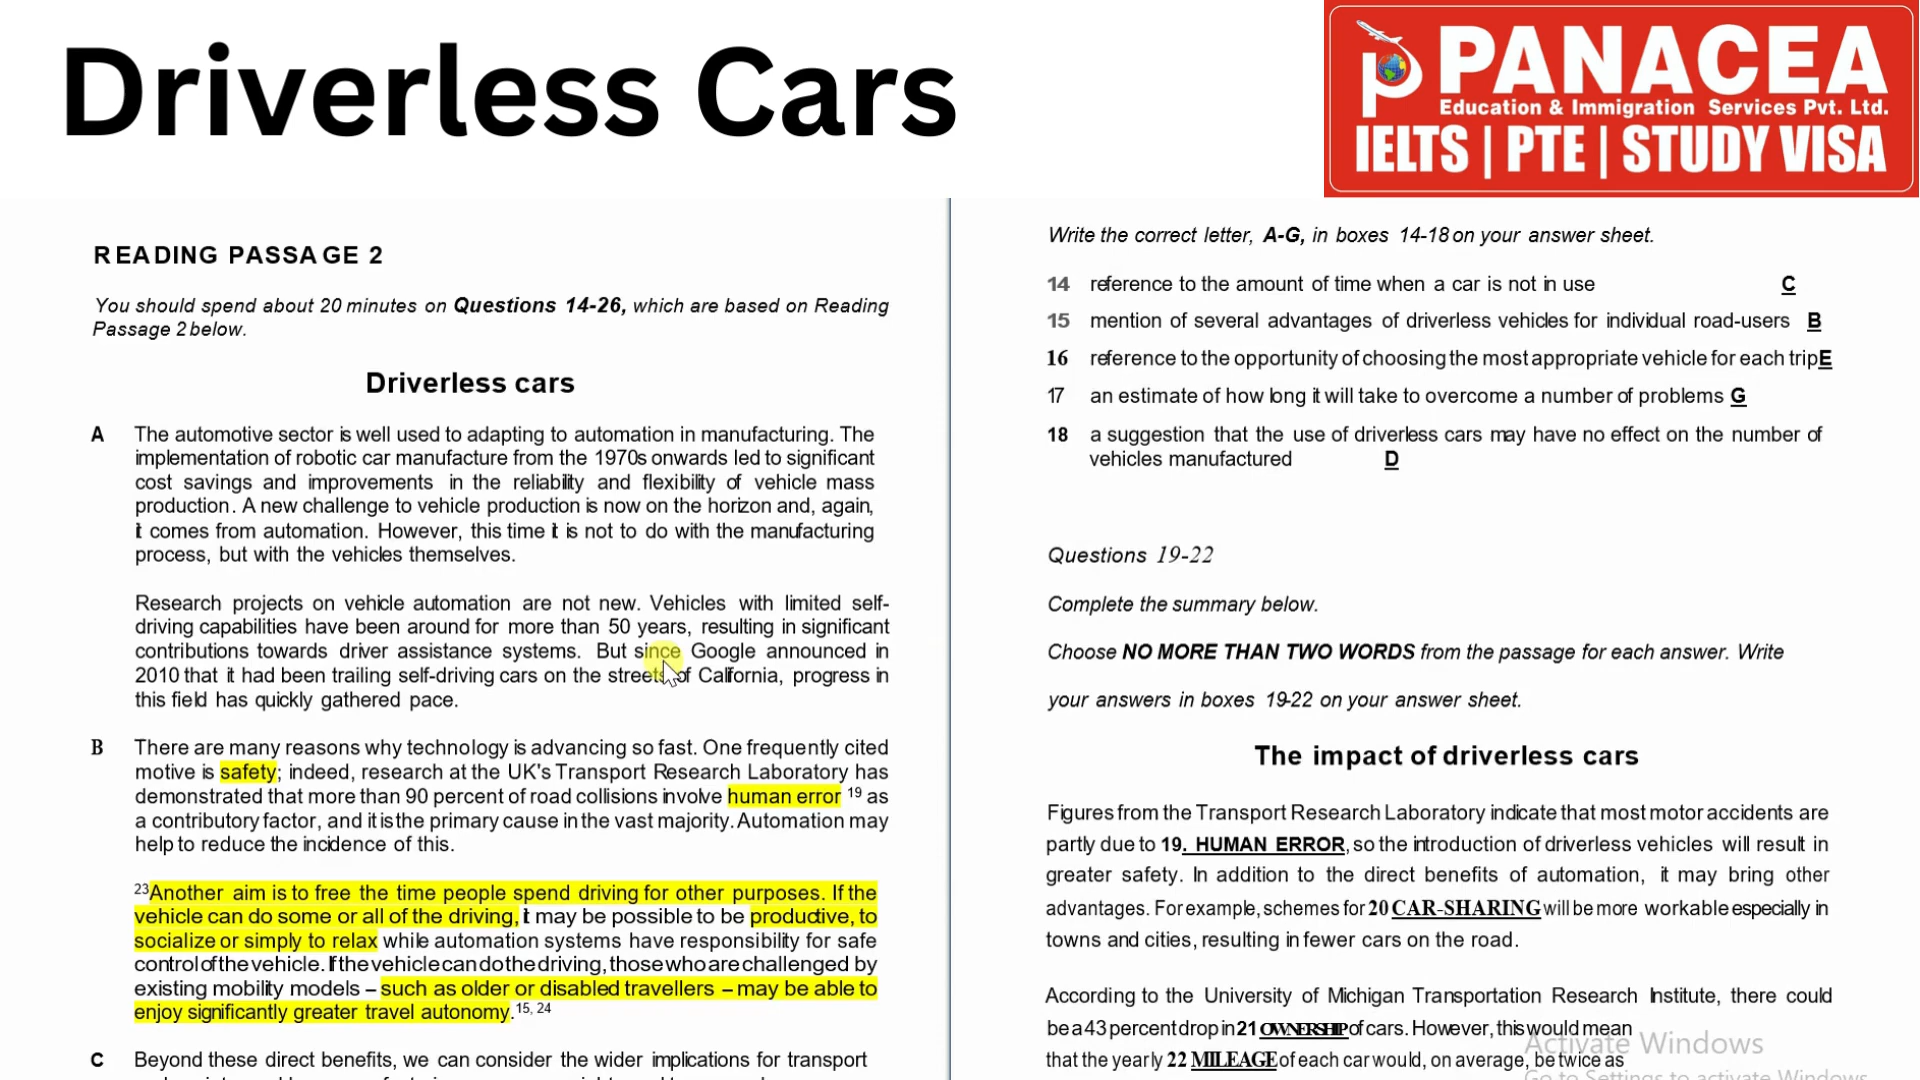 Driverless Cars
PANACEA
Education & Immigration Services Pvt. Ltd.
IELTS | PTE | STUDY VISA
READING PASSAGE 2
You should spend about 20 minutes on Questions 14-26, which are based on Reading
Passage 2 below.
Driverless cars
A The automotive sector is well used to adapting to automation in manufacturing. The
implementation of robotic car manufacture from the 1970s onwards led to significant
cost savings and improvements in the reliability and flexibility of vehicle mass
production. A new challenge to vehicle production is now on the horizon and, again,
it comes from automation. However, this time it is not to do with the manufacturing
process, but with the vehicles themselves.
Research projects on vehicle automation are not new. Vehicles with limited self-
driving capabilities have been around for more than 50 years, resulting in significant
contributions towards driver assistance systems. But since Google announced in
2010 that it had been trailing self-driving cars on the streets of California, progress in
this field has quickly gathered pace.
B There are many reasons why technology is advancing so fast. One frequently cited
motive is safety; indeed, research at the UK's Transport Research Laboratory has
demonstrated that more than 90 percent of road collisions involve human error 19 as
a contributory factor, and it is the primary cause in the vast majority. Automation may
help to reduce the incidence of this.
23Another aim is to free the time people spend driving for other purposes. If the
vehicle can do some or all of the driving, it may be possible to be productive, to
socialize or simply to relax while automation systems have responsibility for safe
control of the vehicle. If the vehicle can do the driving, those who are challenged by
existing mobility models – such as older or disabled travellers – may be able to
enjoy significantly greater travel autonomy.15, 24
C Beyond these direct benefits, we can consider the wider implications for transport
Write the correct letter, A-G, in boxes 14-18 on your answer sheet.
14 reference to the amount of time when a car is not in use C
15 mention of several advantages of driverless vehicles for individual road-users B
16 reference to the opportunity of choosing the most appropriate vehicle for each trip E
17 an estimate of how long it will take to overcome a number of problems G
18 a suggestion that the use of driverless cars may have no effect on the number of
vehicles manufactured D
Questions 19-22
Complete the summary below.
Choose NO MORE THAN TWO WORDS from the passage for each answer. Write
your answers in boxes 19-22 on your answer sheet.
The impact of driverless cars
Figures from the Transport Research Laboratory indicate that most motor accidents are
partly due to 19. HUMAN ERROR, so the introduction of driverless vehicles will result in
greater safety. In addition to the direct benefits of automation, it may bring other
advantages. For example, schemes for 20 CAR-SHARING will be more workable especially in
towns and cities, resulting in fewer cars on the road.
According to the University of Michigan Transportation Research Institute, there could
be a 43 percent drop in 21 OWNERSHIP of cars. However, this would mean
that the yearly 22 MILEAGE of each car would, on average, be twice as
Activate Windows
Go to Settings to activate Windows.